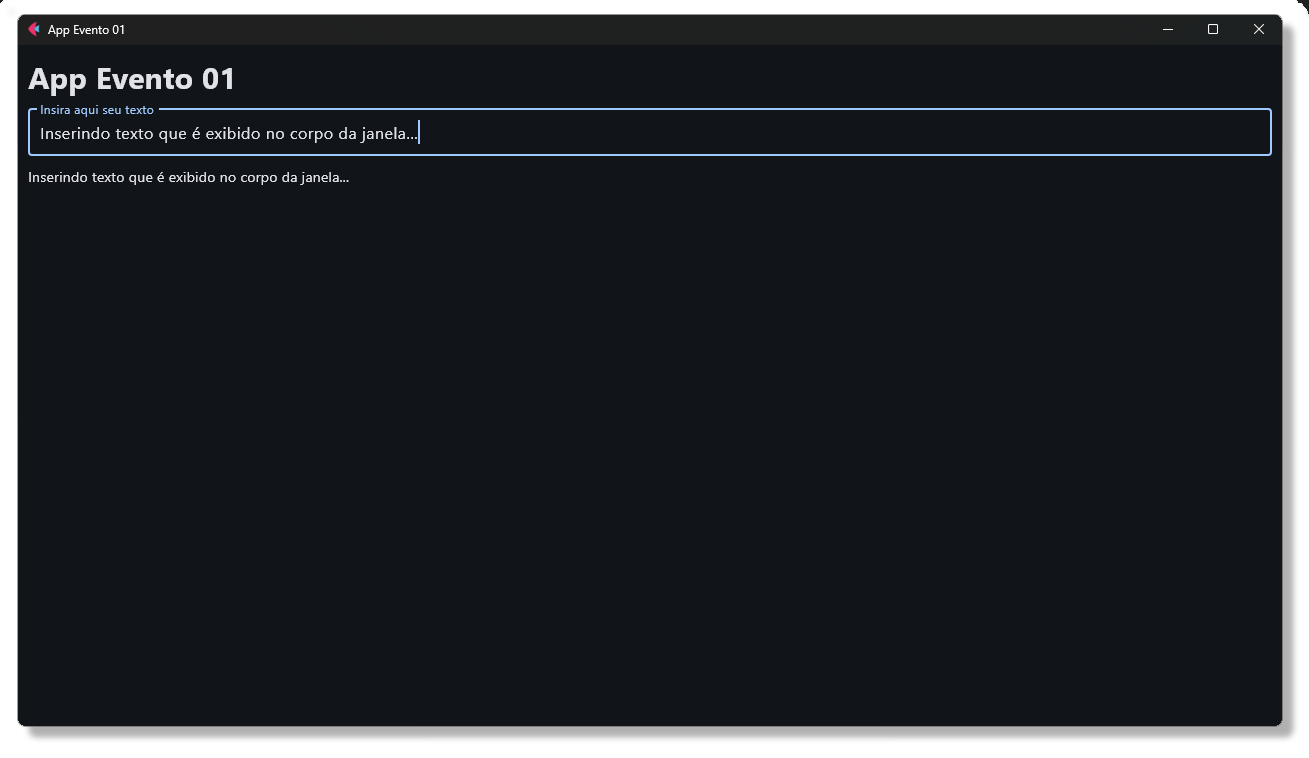 App Evento 01
App Evento 01
Insira aqui seu texto
Inserindo texto que é exibido no corpo da janela...
Inserindo texto que é exibido no corpo da janela...